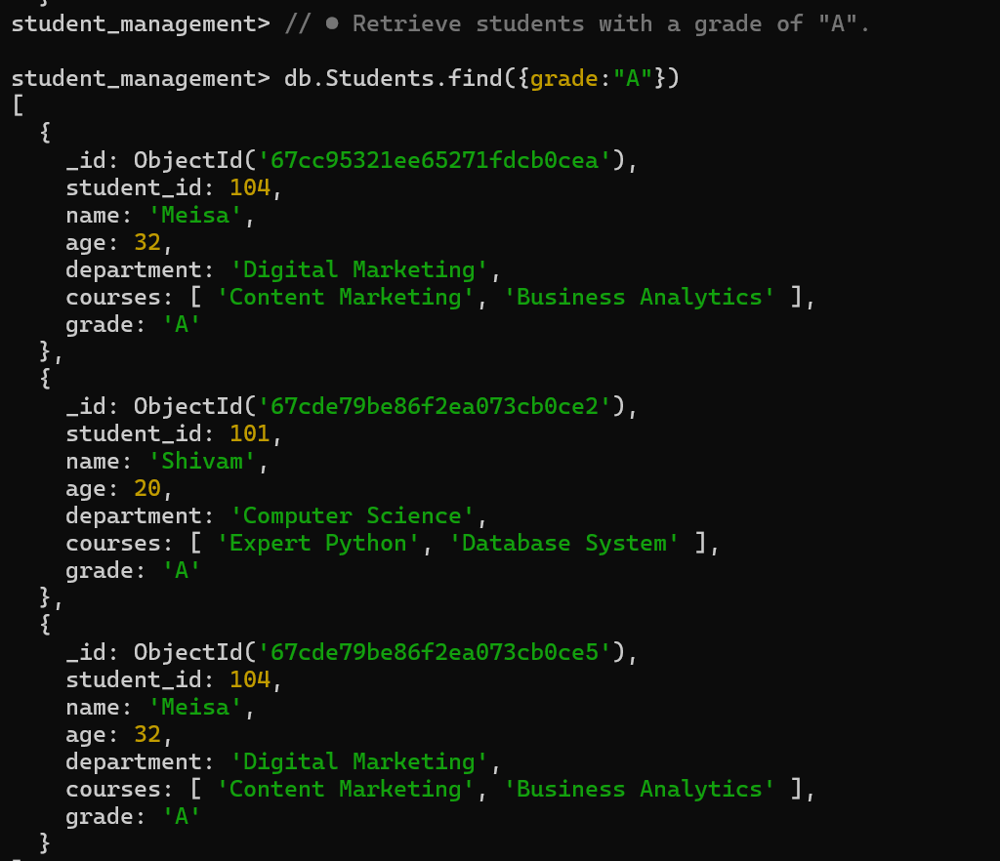 }
student_management> // ● Retrieve students with a grade of "A".
student_management> db.Students.find({grade:"A"})
[
  {
    _id: ObjectId('67cc95321ee65271fdcb0cea'),
    student_id: 104,
    name: 'Meisa',
    age: 32,
    department: 'Digital Marketing',
    courses: [ 'Content Marketing', 'Business Analytics' ],
    grade: 'A'
  },
  {
    _id: ObjectId('67cde79be86f2ea073cb0ce2'),
    student_id: 101,
    name: 'Shivam',
    age: 20,
    department: 'Computer Science',
    courses: [ 'Expert Python', 'Database System' ],
    grade: 'A'
  },
  {
    _id: ObjectId('67cde79be86f2ea073cb0ce5'),
    student_id: 104,
    name: 'Meisa',
    age: 32,
    department: 'Digital Marketing',
    courses: [ 'Content Marketing', 'Business Analytics' ],
    grade: 'A'
  }